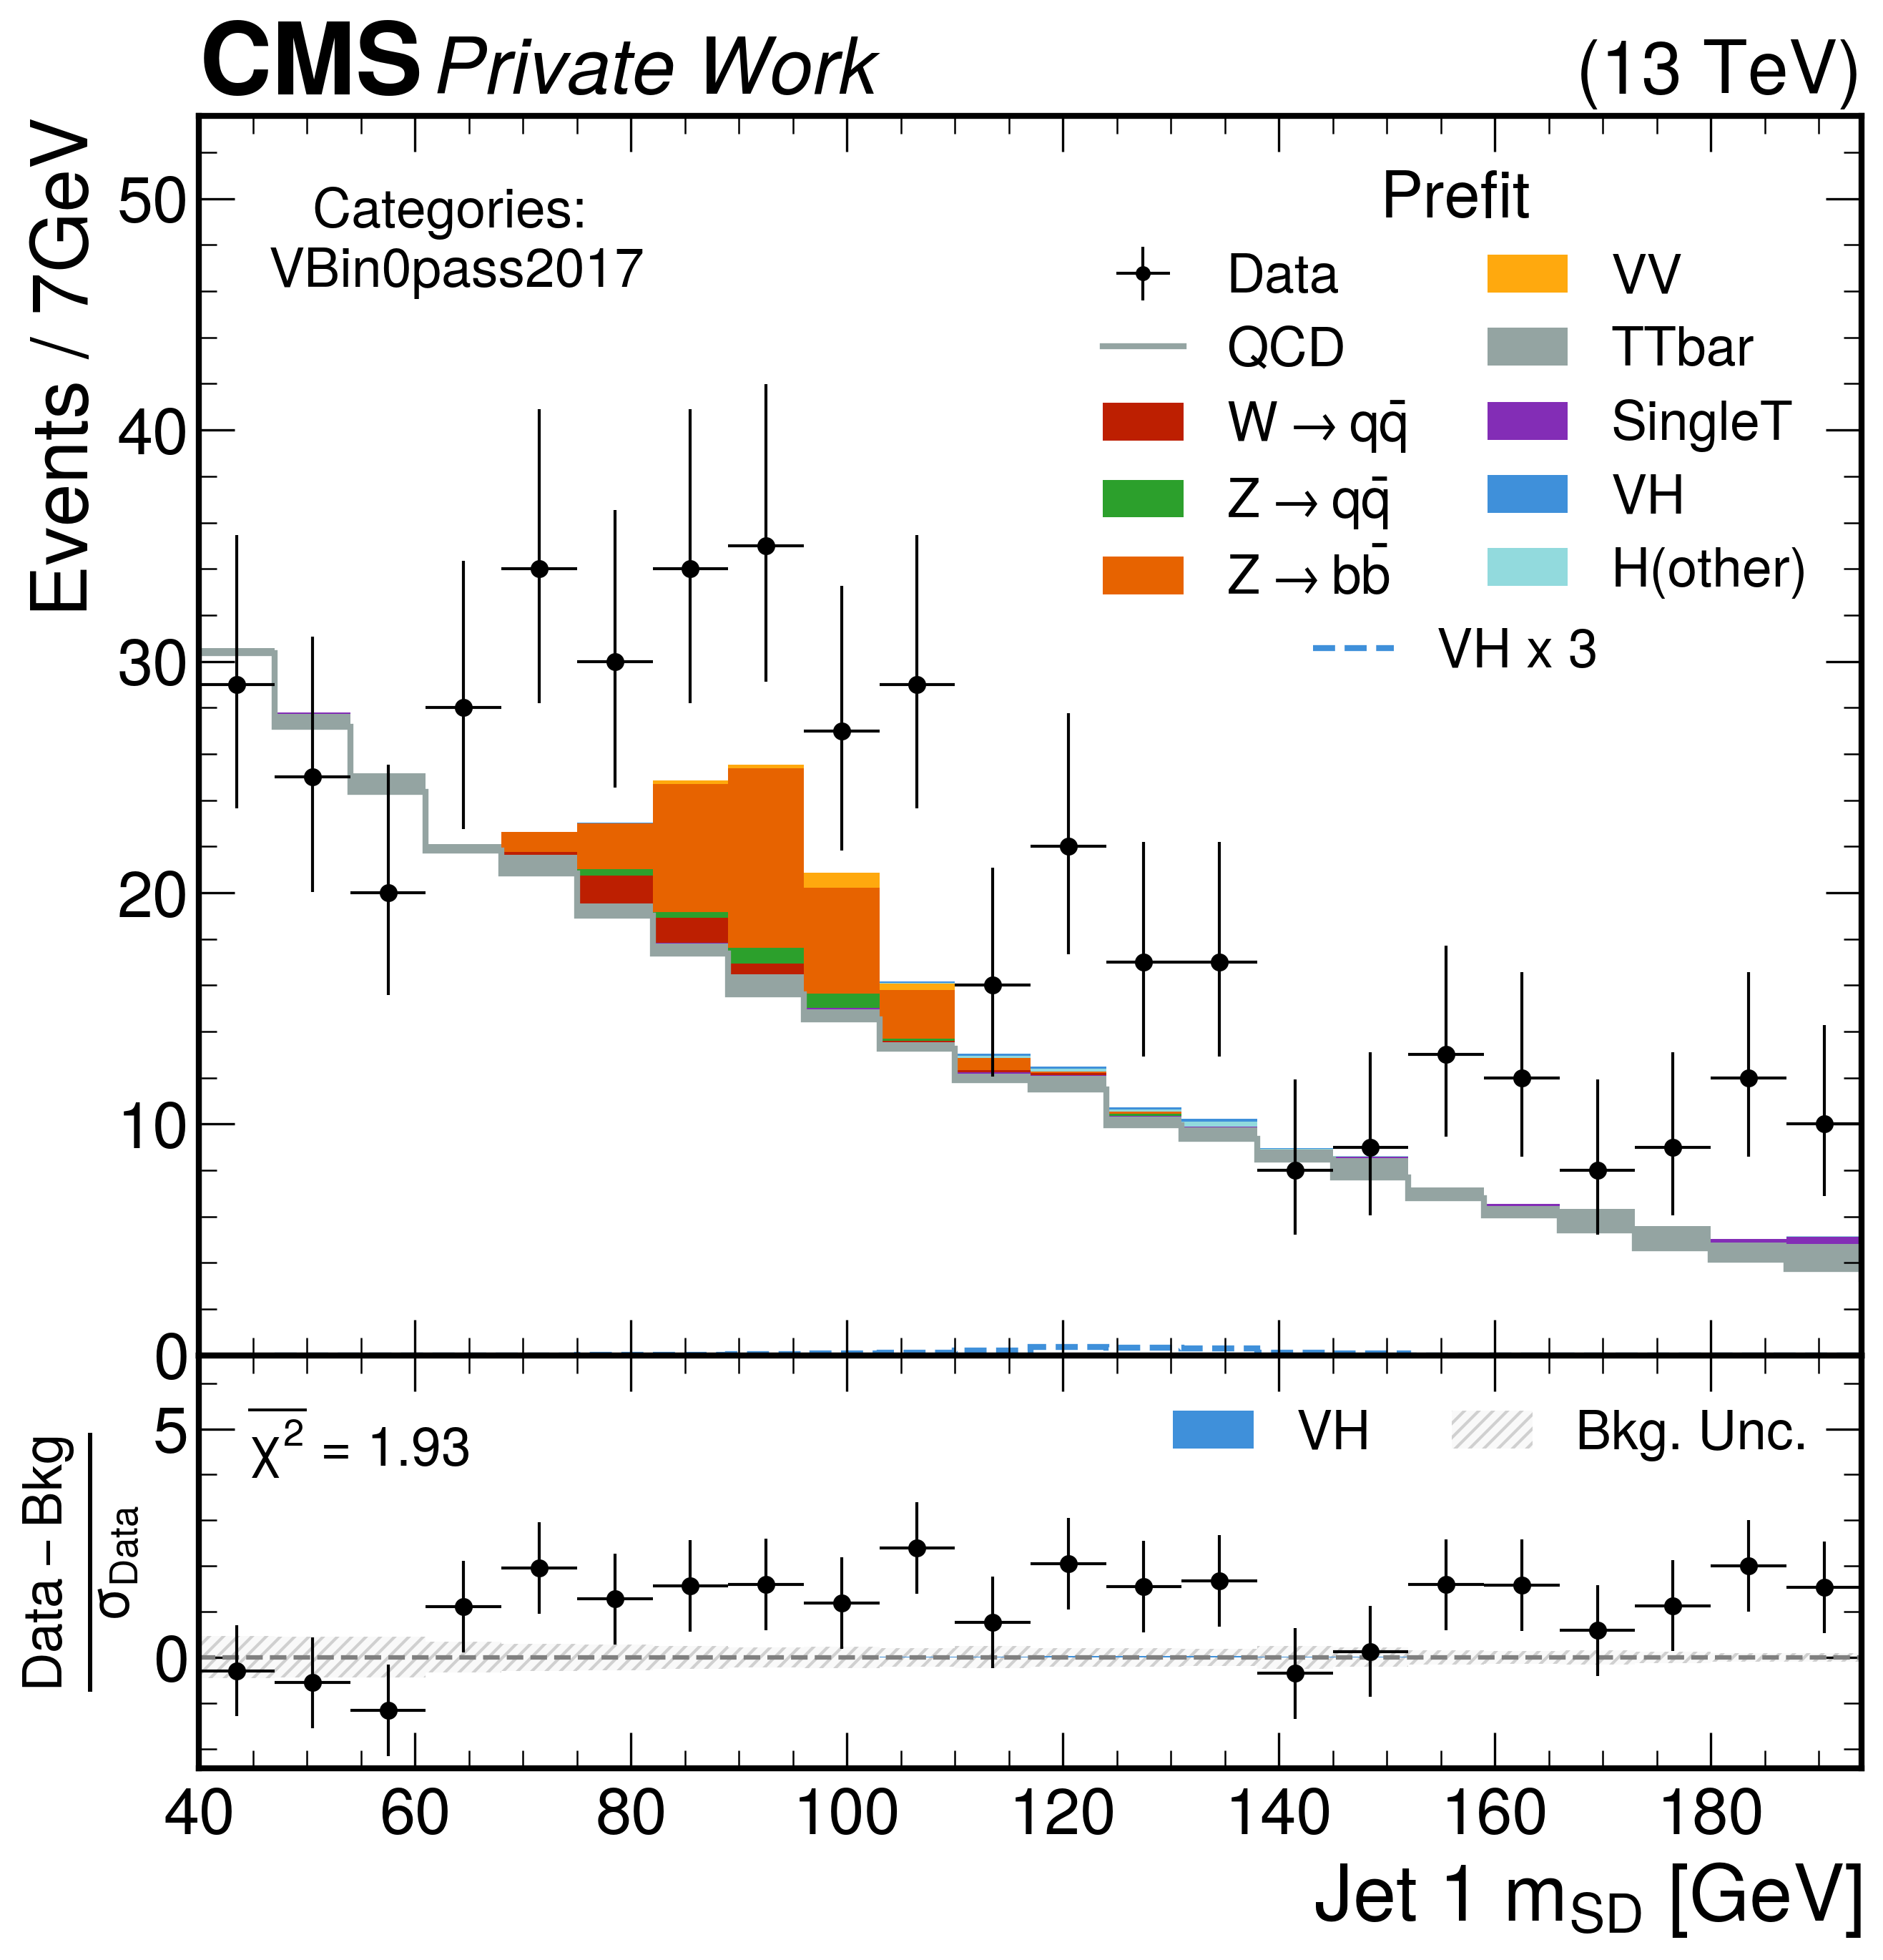 CMS Private Work (13 TeV)
Events / 7GeV
50
40
30
20
10
0
Categories:
VBin0pass2017
Prefit
Data
QCD
W → qq̄
Z → qq̄
Z → bb̄
VV
TTbar
SingleT
VH
H(other)
VH x 3
Data − Bkg
σData
5
0
χ² = 1.93
VH
Bkg. Unc.
40 60 80 100 120 140 160 180
Jet 1 mSD [GeV]